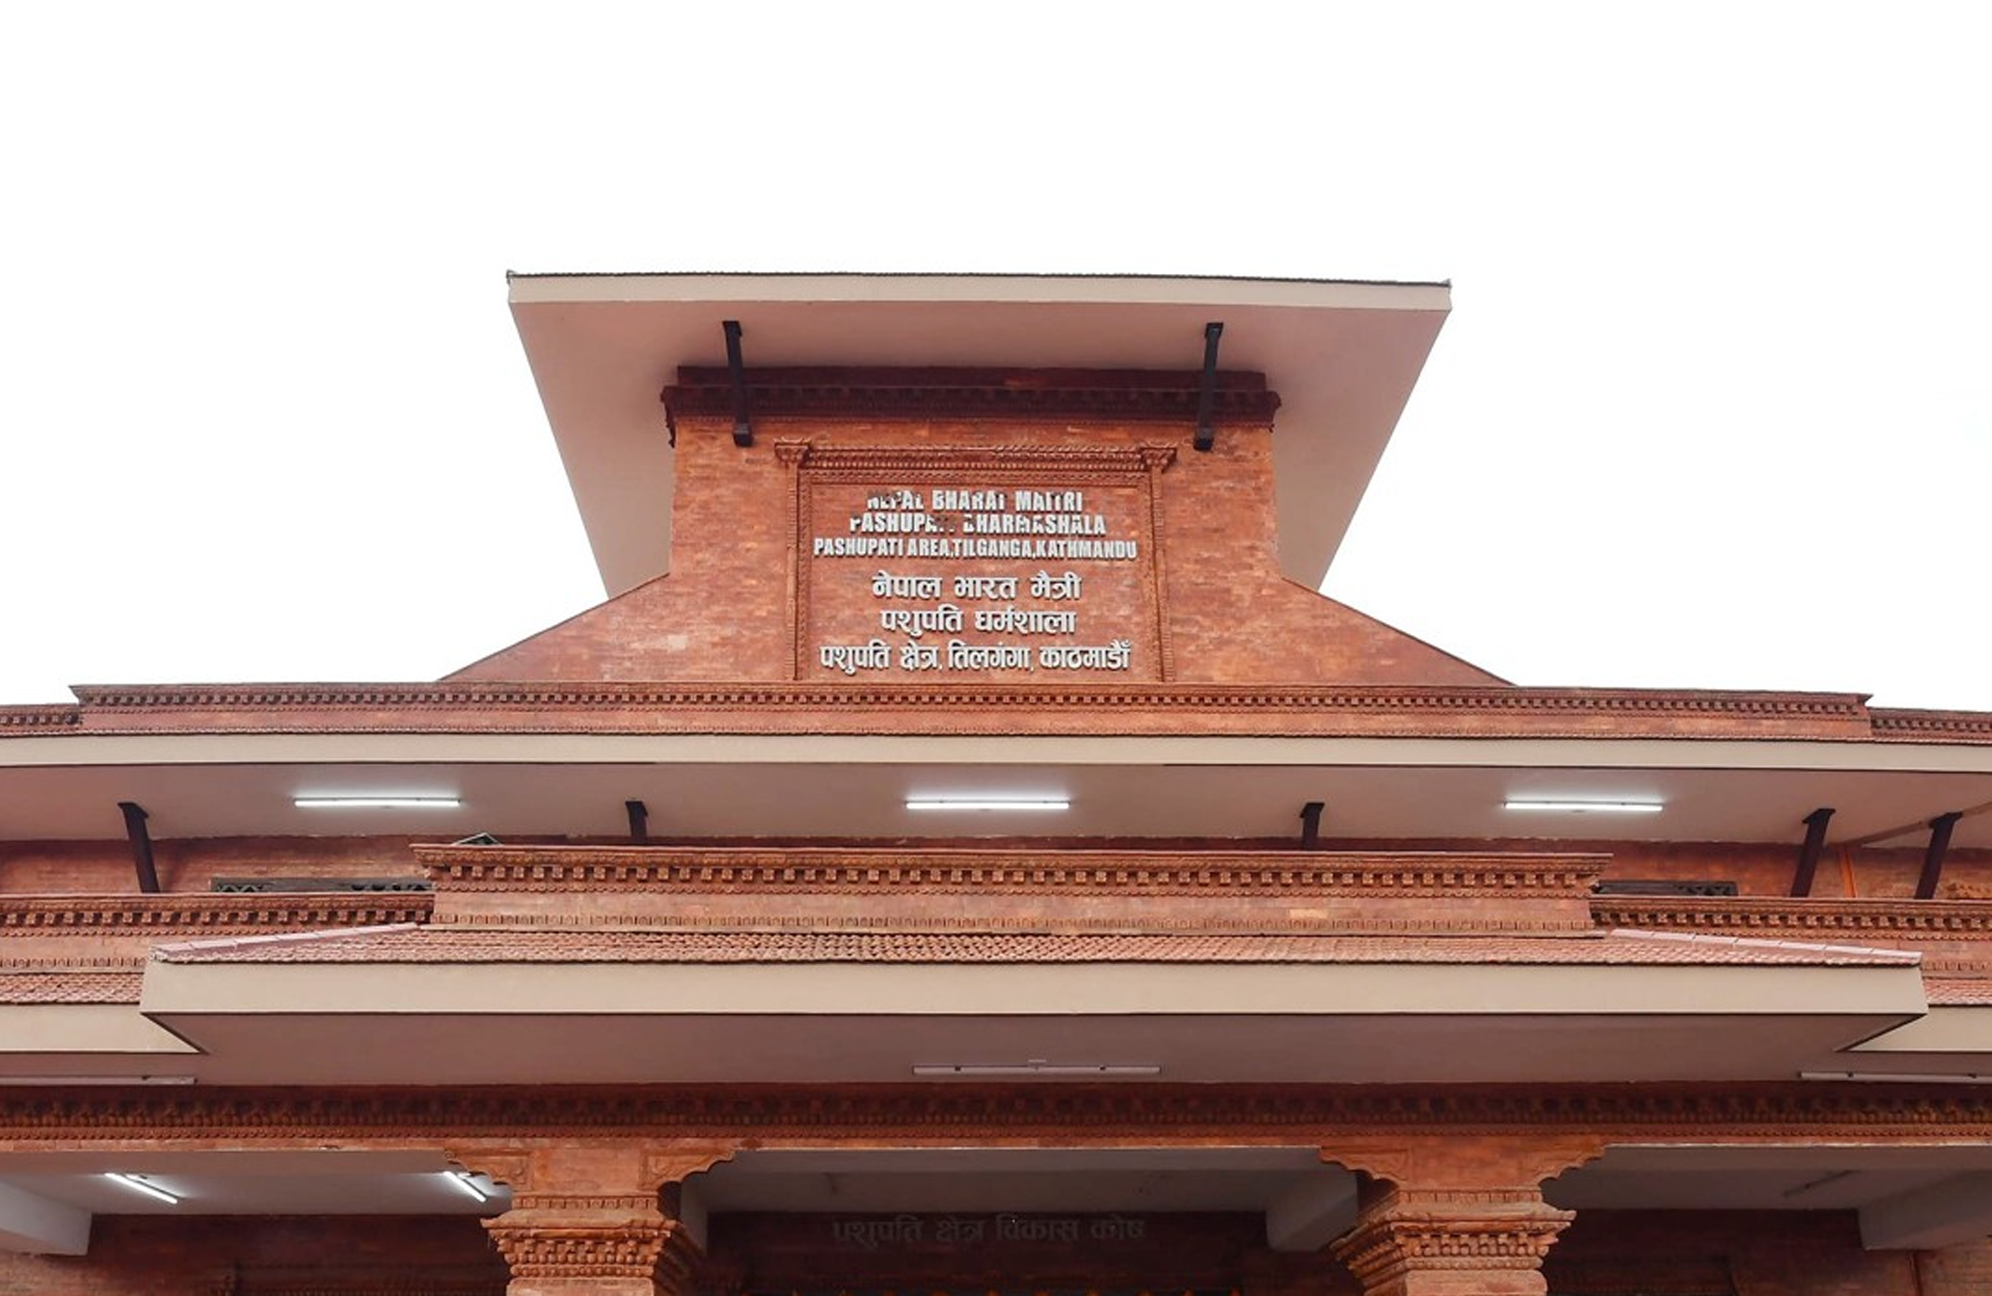 NEPAL BHARAT MAITRI
PASHUPATI DHARMASHALA
PASHUPATI AREA,TILGANGA,KATHMANDU
नेपाल भारत मैत्री
पशुपति धर्मशाला
पशुपति क्षेत्र, तिलगंगा, काठमाडौँ
पशुपति क्षेत्र विकास कोष